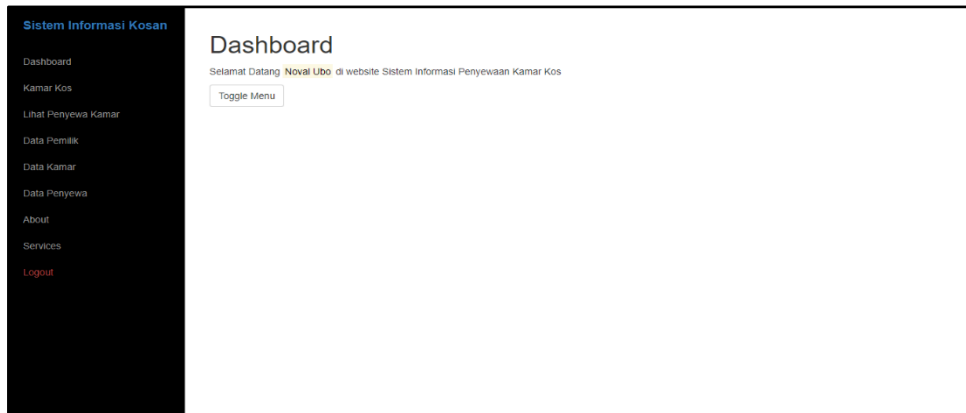 Sistem Informasi Kosan
Dashboard
Kamar Kos
Lihat Penyewa Kamar
Data Pemilik
Data Kamar
Data Penyewa
About
Services
Logout
Dashboard
Selamat Datang Noval Ubo di website Sistem Informasi Penyewaan Kamar Kos
Toggle Menu